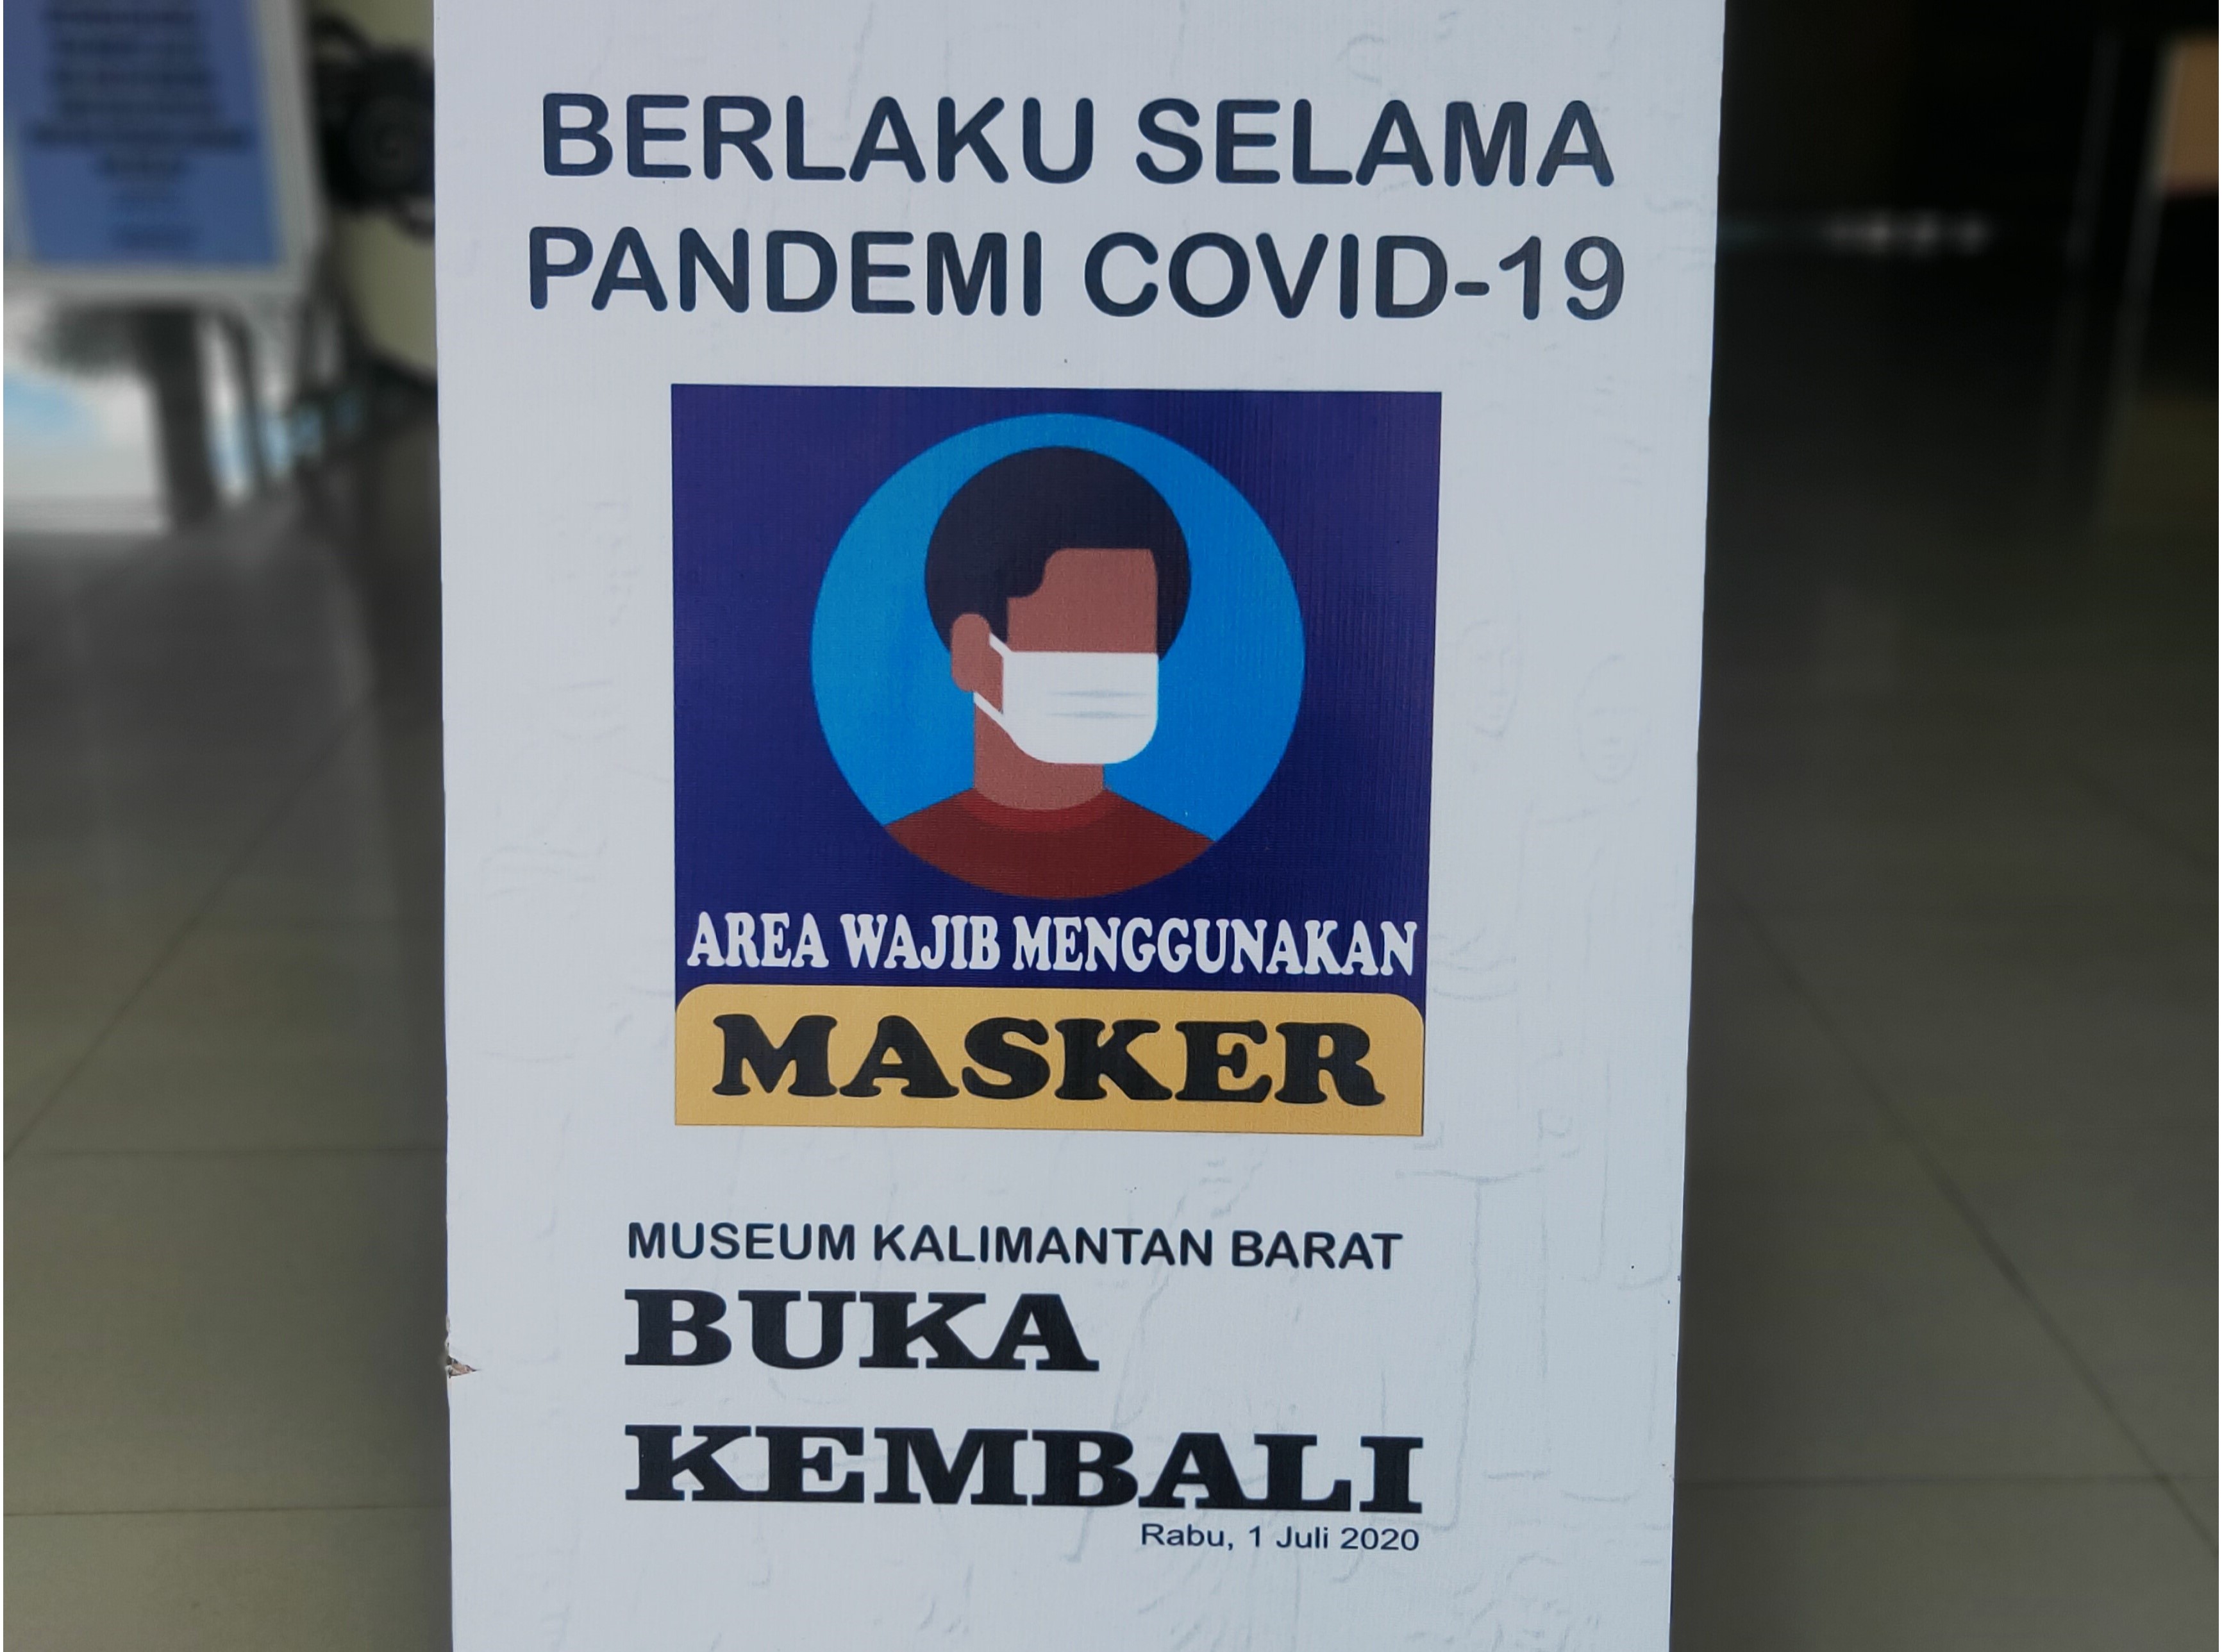 BERLAKU SELAMA
PANDEMI COVID-19
AREA WAJIB MENGGUNAKAN
MASKER
MUSEUM KALIMANTAN BARAT
BUKA
KEMBALI
Rabu, 1 Juli 2020